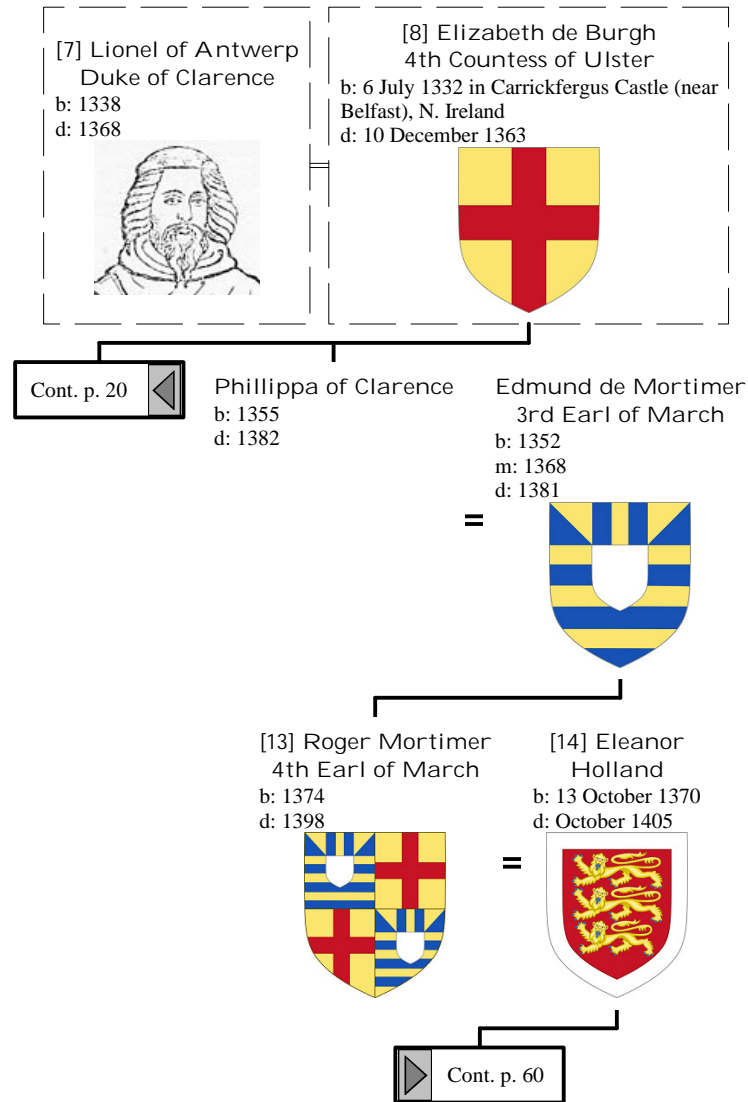 [7] Lionel of Antwerp
Duke of Clarence
b: 1338
d: 1368
[8] Elizabeth de Burgh
4th Countess of Ulster
b: 6 July 1332 in Carrickfergus Castle (near
Belfast), N. Ireland
d: 10 December 1363
Cont. p. 20
Phillippa of Clarence
b: 1355
d: 1382
=
Edmund de Mortimer
3rd Earl of March
b: 1352
m: 1368
d: 1381
[13] Roger Mortimer
4th Earl of March
b: 1374
d: 1398
=
[14] Eleanor
Holland
b: 13 October 1370
d: October 1405
Cont. p. 60